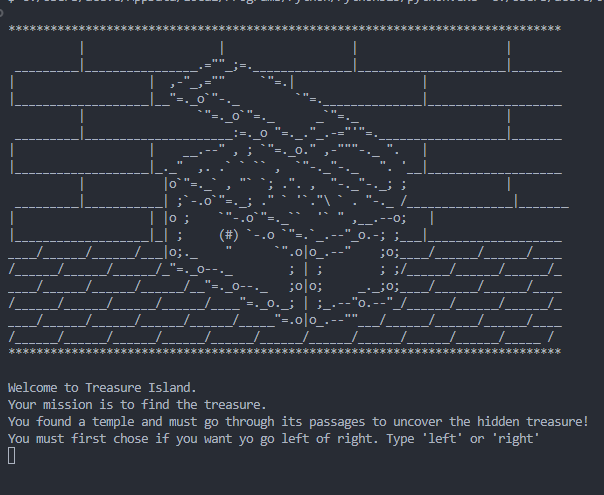 Welcome to Treasure Island.
Your mission is to find the treasure.
You found a temple and must go through its passages to uncover the hidden treasure!
You must first chose if you want yo go left of right. Type 'left' or 'right'